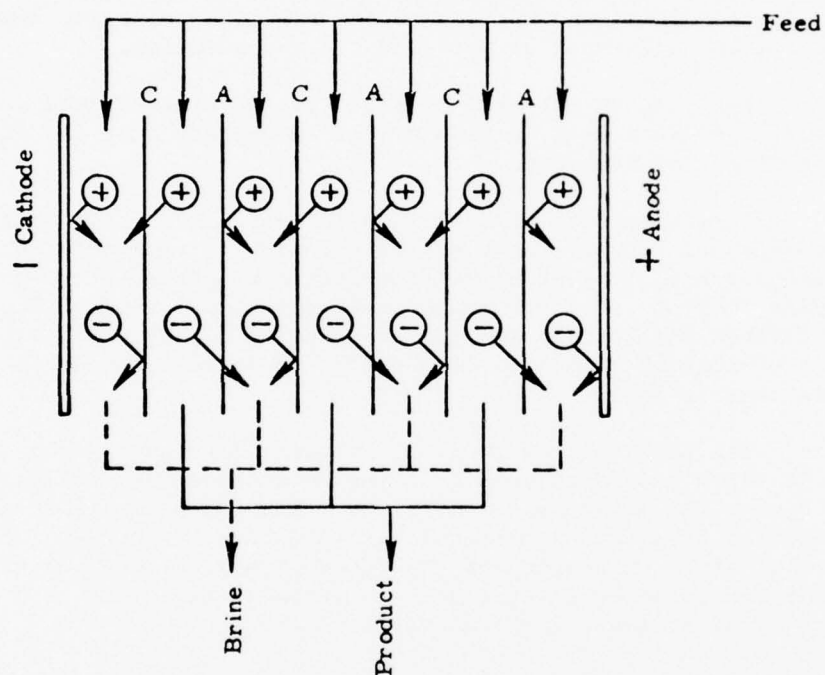 Feed
C A C A C A
— Cathode
+ Anode
+ + + + + + +
− − − − − − −
Brine
Product